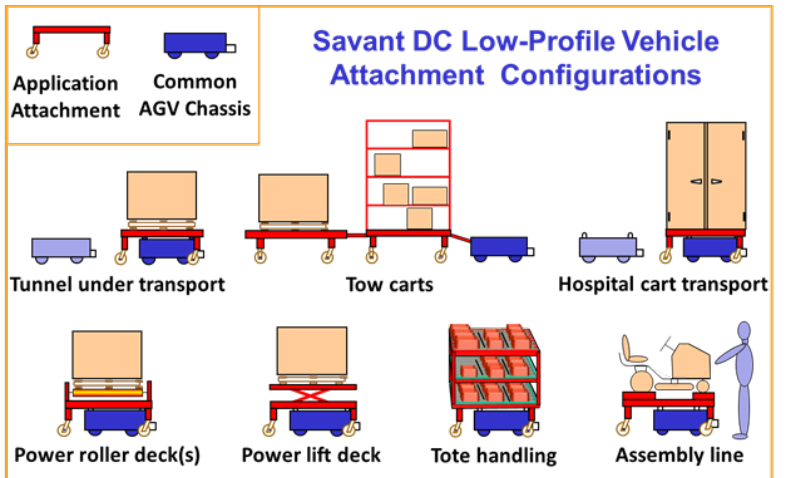 Savant DC Low-Profile Vehicle
Attachment Configurations
Application
Attachment
Common
AGV Chassis
Tunnel under transport
Tow carts
Hospital cart transport
Power roller deck(s)
Power lift deck
Tote handling
Assembly line